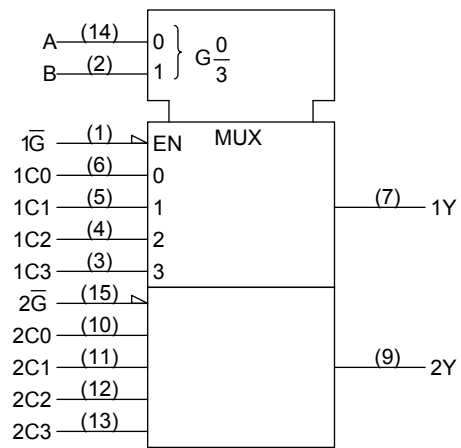 A (14) 0 G 0/3
B (2) 1
MUX
1G̅ (1) EN
1C0 (6) 0
1C1 (5) 1 (7) 1Y
1C2 (4) 2
1C3 (3) 3
2G̅ (15)
2C0 (10)
2C1 (11) (9) 2Y
2C2 (12)
2C3 (13)